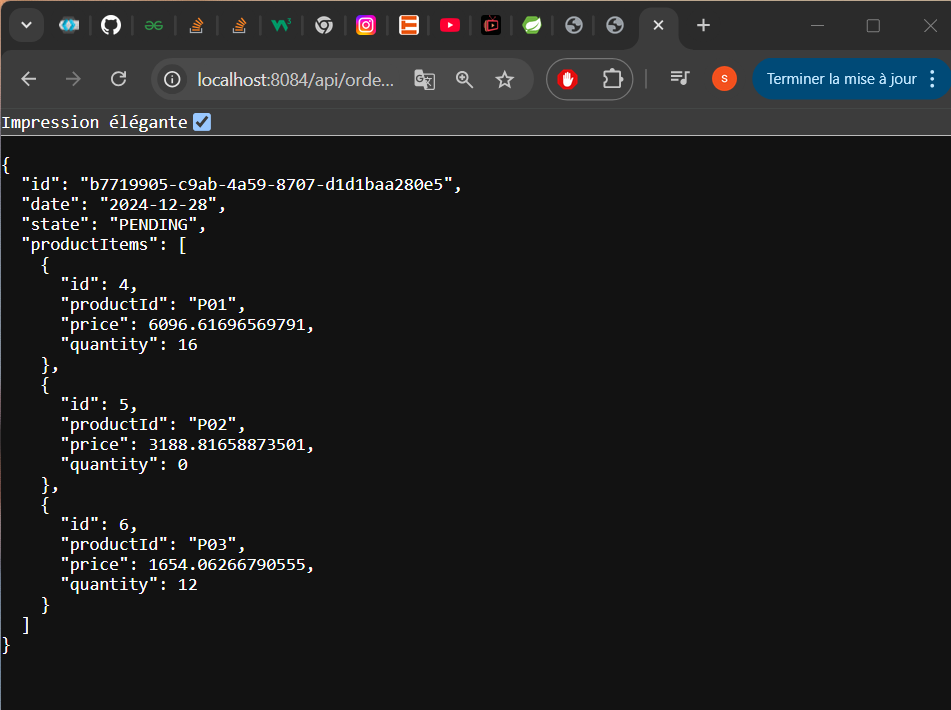 localhost:8084/api/orde...
S
Terminer la mise à jour
Impression élégante
{
  "id": "b7719905-c9ab-4a59-8707-d1d1baa280e5",
  "date": "2024-12-28",
  "state": "PENDING",
  "productItems": [
    {
      "id": 4,
      "productId": "P01",
      "price": 6096.61696569791,
      "quantity": 16
    },
    {
      "id": 5,
      "productId": "P02",
      "price": 3188.81658873501,
      "quantity": 0
    },
    {
      "id": 6,
      "productId": "P03",
      "price": 1654.06266790555,
      "quantity": 12
    }
  ]
}